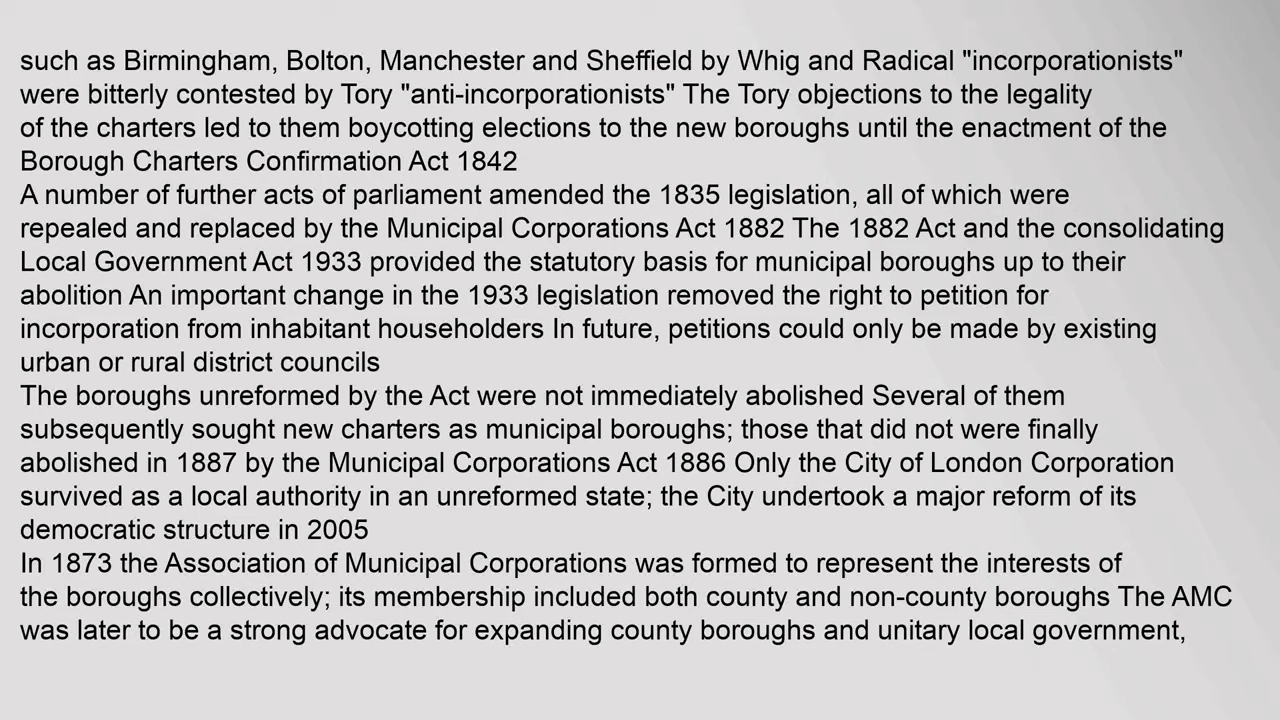 such as Birmingham, Bolton, Manchester and Sheffield by Whig and Radical "incorporationists"
were bitterly contested by Tory "anti-incorporationists" The Tory objections to the legality
of the charters led to them boycotting elections to the new boroughs until the enactment of the
Borough Charters Confirmation Act 1842
A number of further acts of parliament amended the 1835 legislation, all of which were
repealed and replaced by the Municipal Corporations Act 1882 The 1882 Act and the consolidating
Local Government Act 1933 provided the statutory basis for municipal boroughs up to their
abolition An important change in the 1933 legislation removed the right to petition for
incorporation from inhabitant householders In future, petitions could only be made by existing
urban or rural district councils
The boroughs unreformed by the Act were not immediately abolished Several of them
subsequently sought new charters as municipal boroughs; those that did not were finally
abolished in 1887 by the Municipal Corporations Act 1886 Only the City of London Corporation
survived as a local authority in an unreformed state; the City undertook a major reform of its
democratic structure in 2005
In 1873 the Association of Municipal Corporations was formed to represent the interests of
the boroughs collectively; its membership included both county and non-county boroughs The AMC
was later to be a strong advocate for expanding county boroughs and unitary local government,